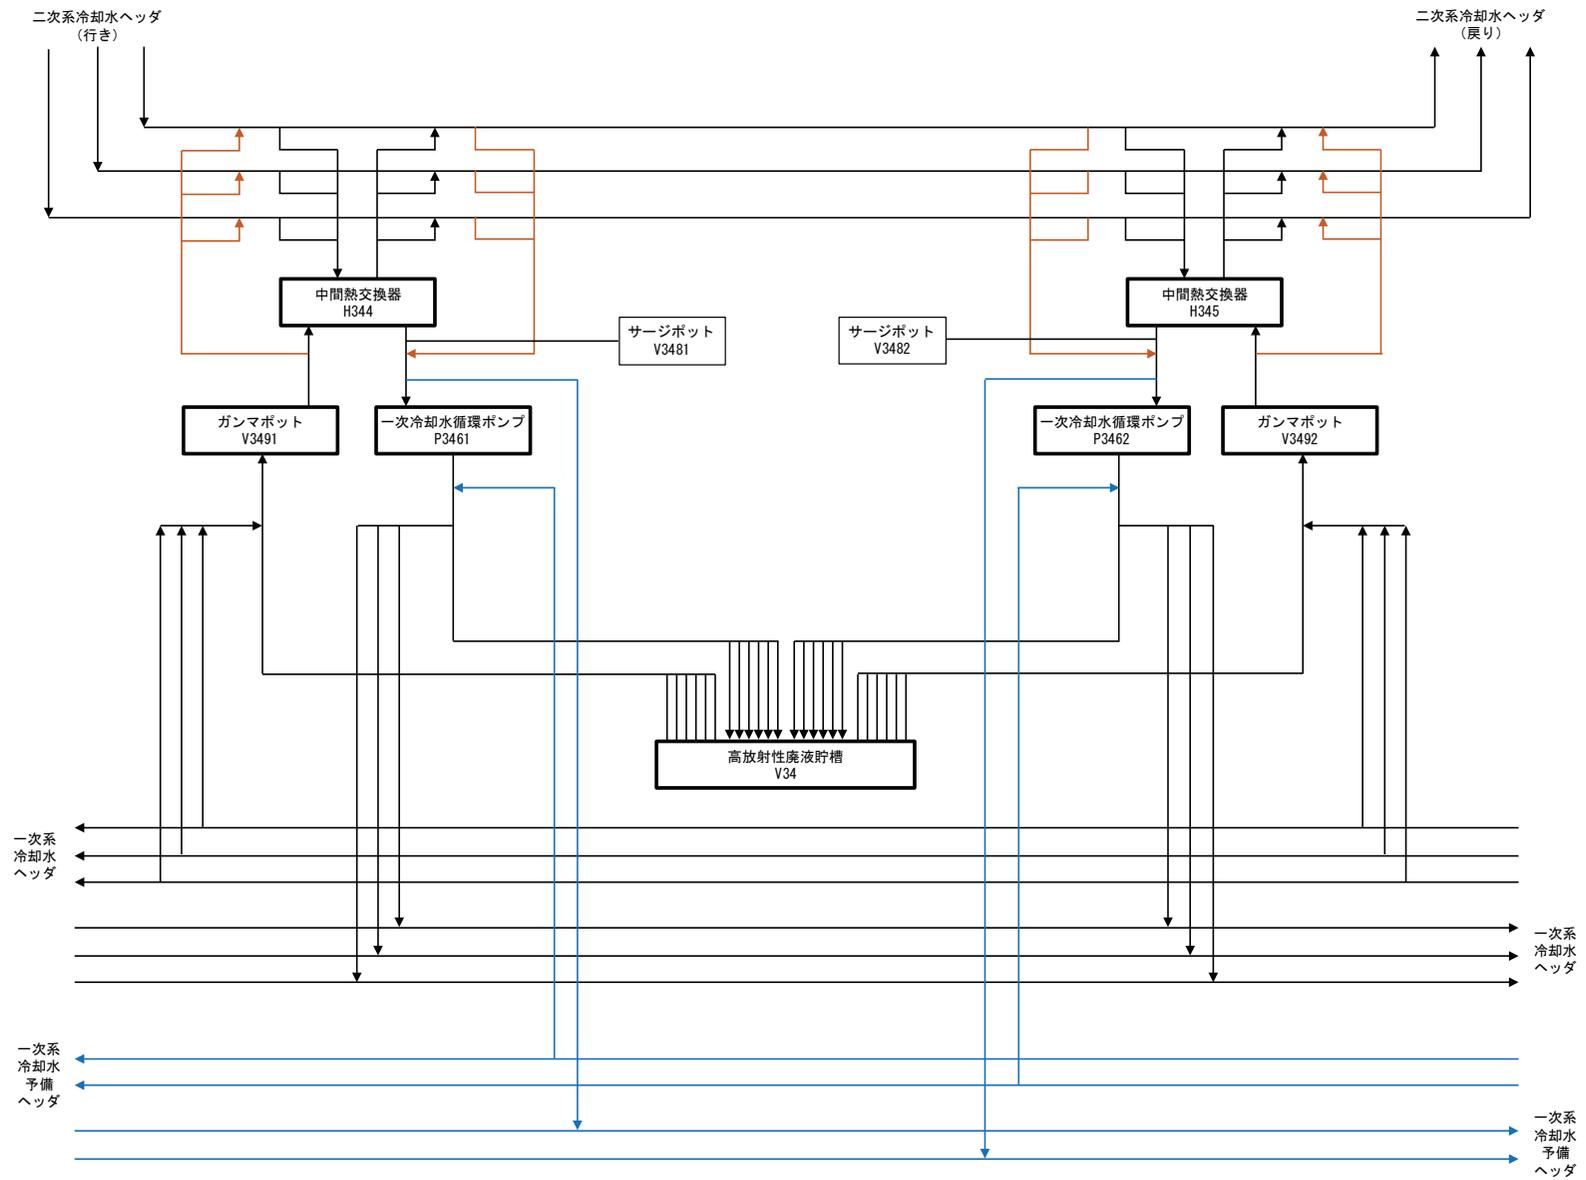 二次系冷却水ヘッダ
（行き）
二次系冷却水ヘッダ
（戻り）
中間熱交換器
H344
中間熱交換器
H345
サージポット
V3481
サージポット
V3482
ガンマポット
V3491
一次冷却水循環ポンプ
P3461
一次冷却水循環ポンプ
P3462
ガンマポット
V3492
高放射性廃液貯槽
V34
一次系
冷却水
ヘッダ
一次系
冷却水
ヘッダ
一次系
冷却水
予備
ヘッダ
一次系
冷却水
予備
ヘッダ